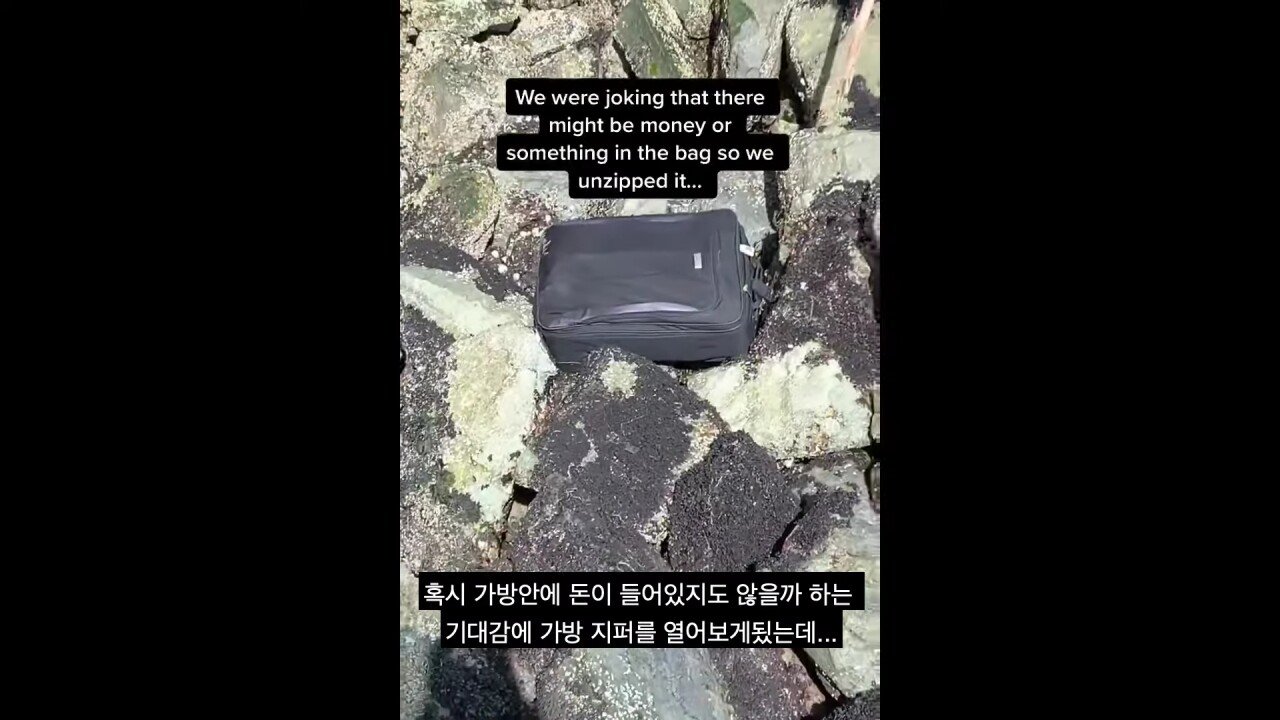 We were joking that there
might be money or
something in the bag so we
unzipped it...
혹시 가방안에 돈이 들어있지도 않을까 하는
기대감에 가방 지퍼를 열어보게됬는데...